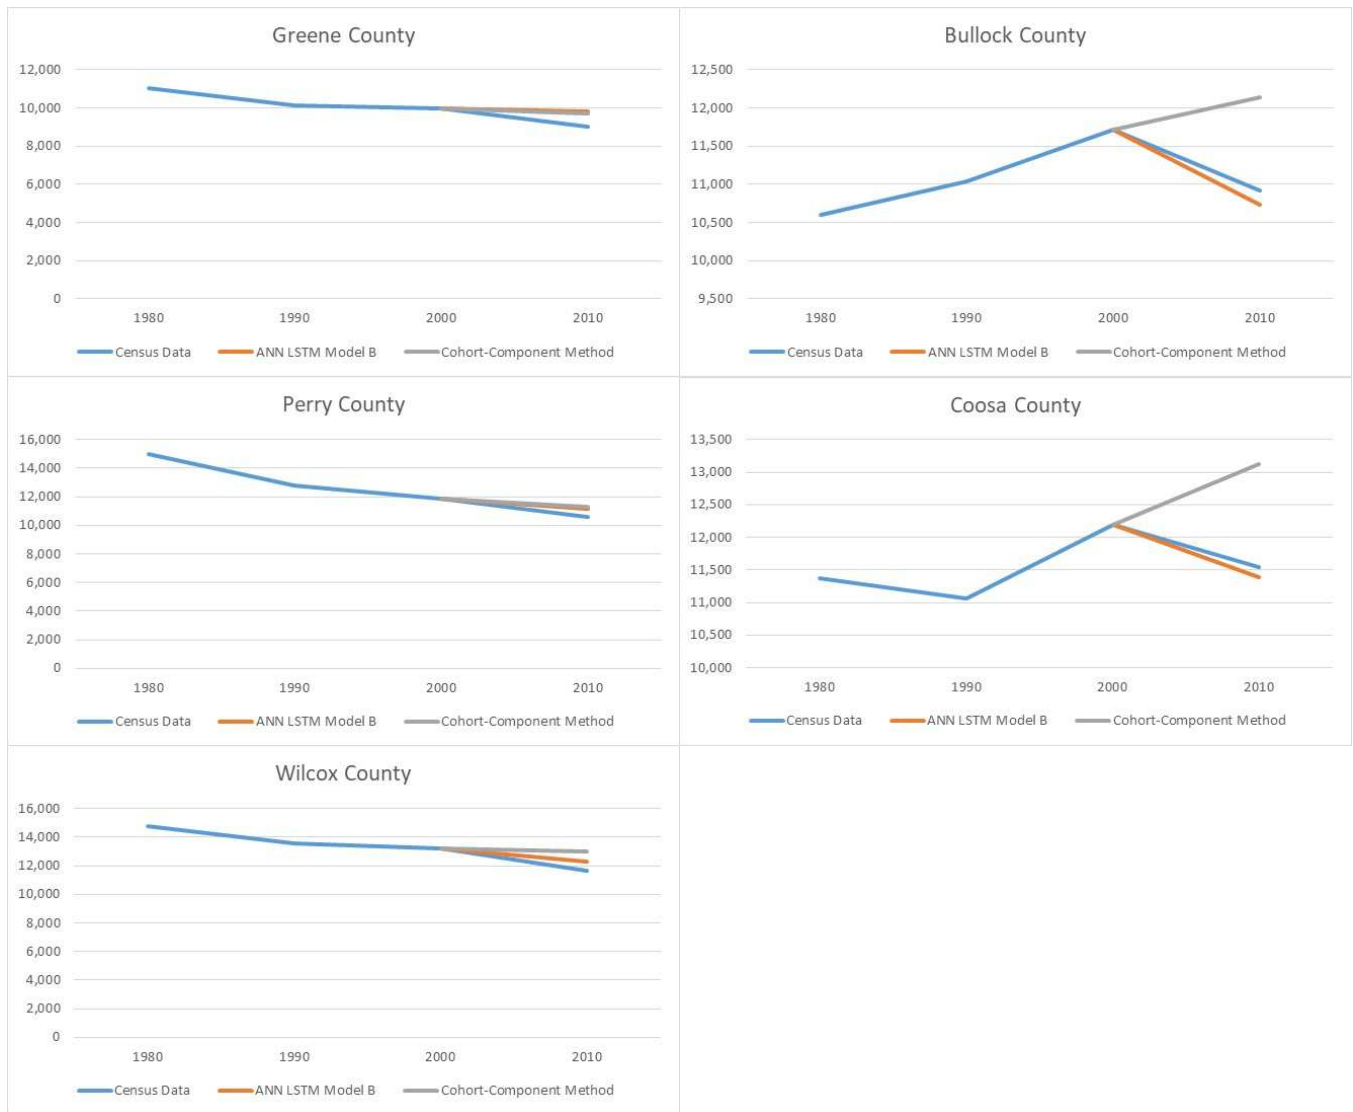 Greene County
12,000
10,000
8,000
6,000
4,000
2,000
0
1980 1990 2000 2010
Census Data ANN LSTM Model B Cohort-Component Method
Bullock County
12,500
12,000
11,500
11,000
10,500
10,000
9,500
1980 1990 2000 2010
Census Data ANN LSTM Model B Cohort-Component Method
Perry County
16,000
14,000
12,000
10,000
8,000
6,000
4,000
2,000
0
1980 1990 2000 2010
Census Data ANN LSTM Model B Cohort-Component Method
Coosa County
13,500
13,000
12,500
12,000
11,500
11,000
10,500
10,000
1980 1990 2000 2010
Census Data ANN LSTM Model B Cohort-Component Method
Wilcox County
16,000
14,000
12,000
10,000
8,000
6,000
4,000
2,000
0
1980 1990 2000 2010
Census Data ANN LSTM Model B Cohort-Component Method